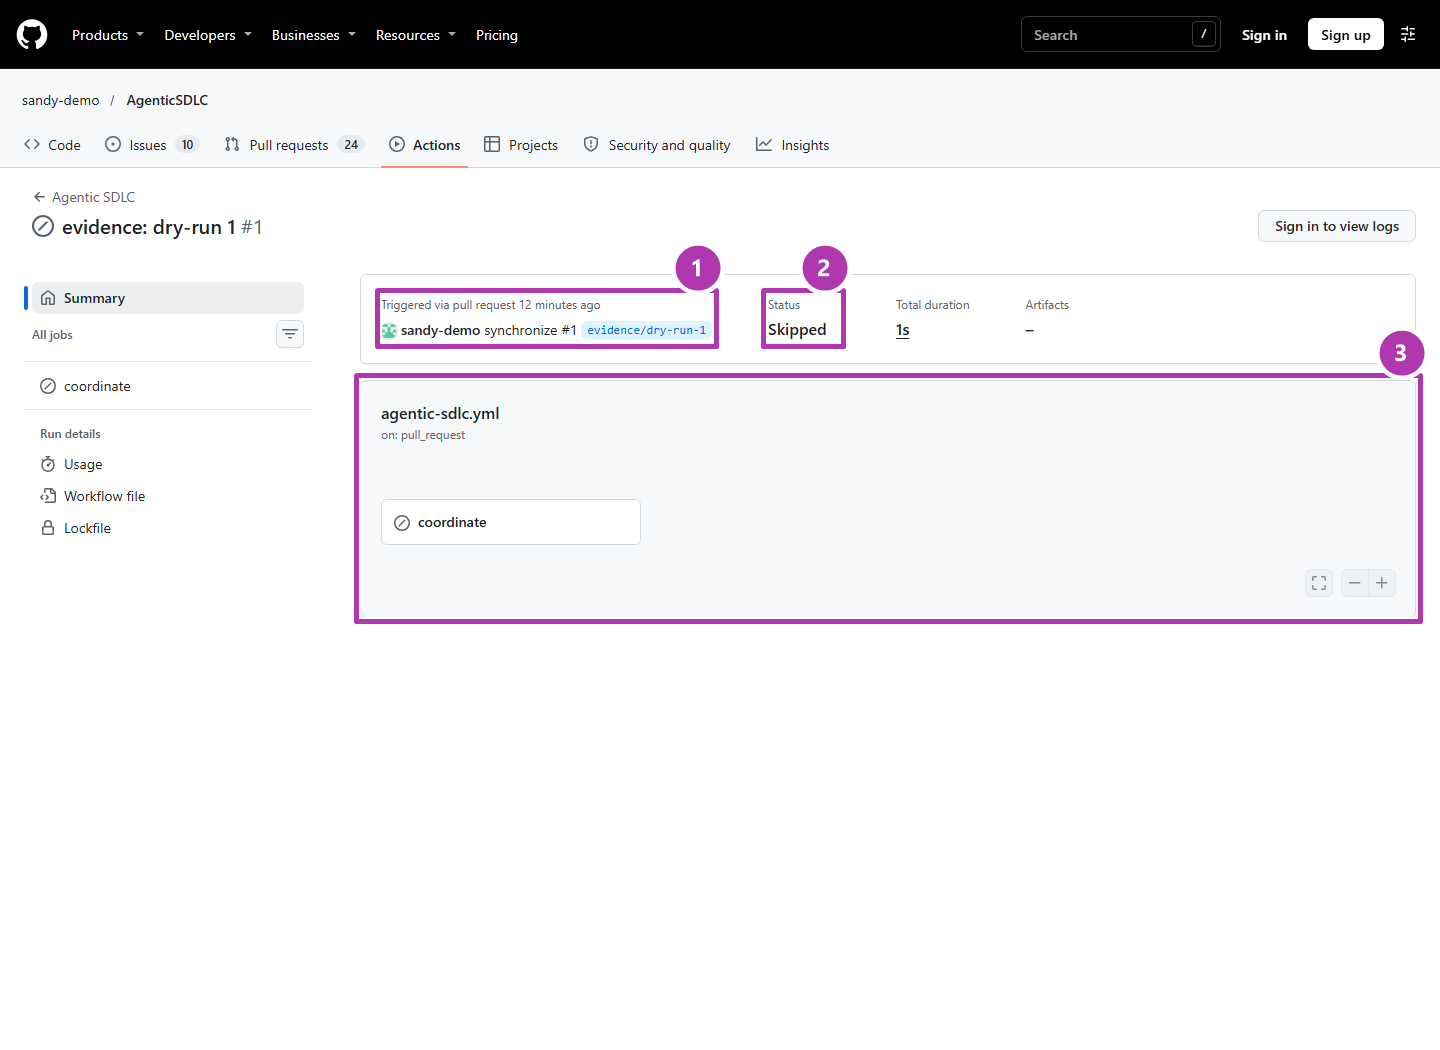 Products Developers Businesses Resources Pricing Search / Sign in Sign up
sandy-demo / AgenticSDLC
Code Issues 10 Pull requests 24 Actions Projects Security and quality Insights
Agentic SDLC
evidence: dry-run 1 #1
Sign in to view logs
Summary
All jobs
coordinate
Run details
Usage
Workflow file
Lockfile
1
Triggered via pull request 12 minutes ago
sandy-demo synchronize #1 evidence/dry-run-1
2
Status
Skipped
Total duration
1s
Artifacts
–
3
agentic-sdlc.yml
on: pull_request
coordinate